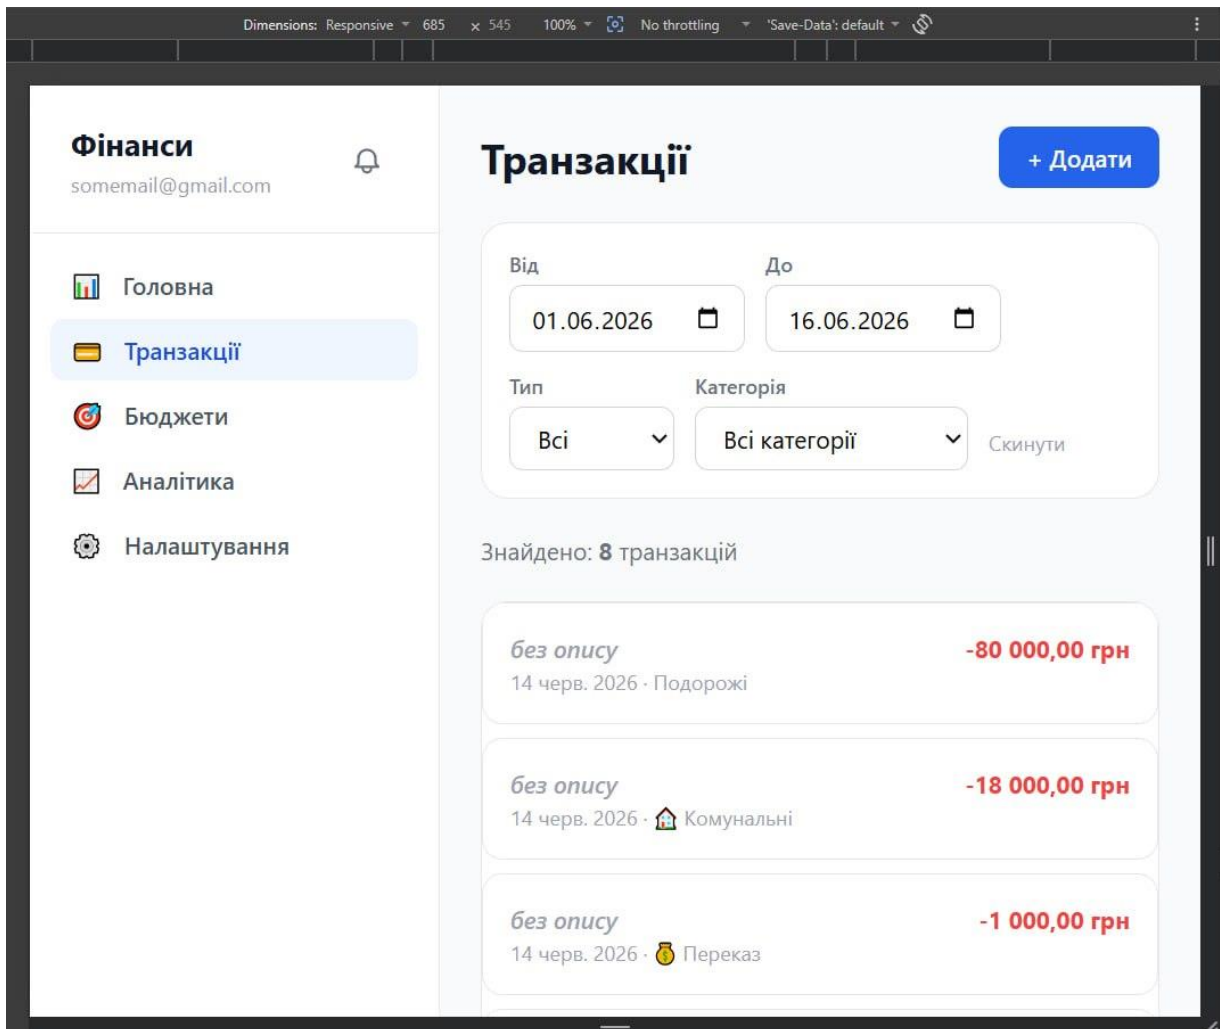 Dimensions: Responsive 685 x 545 100% No throttling 'Save-Data': default
Фінанси
somemail@gmail.com
Головна
Транзакції
Бюджети
Аналітика
Налаштування
Транзакції
+ Додати
Від До
01.06.2026 16.06.2026
Тип Категорія
Всі Всі категорії Скинути
Знайдено: 8 транзакцій
без опису -80 000,00 грн
14 черв. 2026 · Подорожі
без опису -18 000,00 грн
14 черв. 2026 · Комунальні
без опису -1 000,00 грн
14 черв. 2026 · Переказ